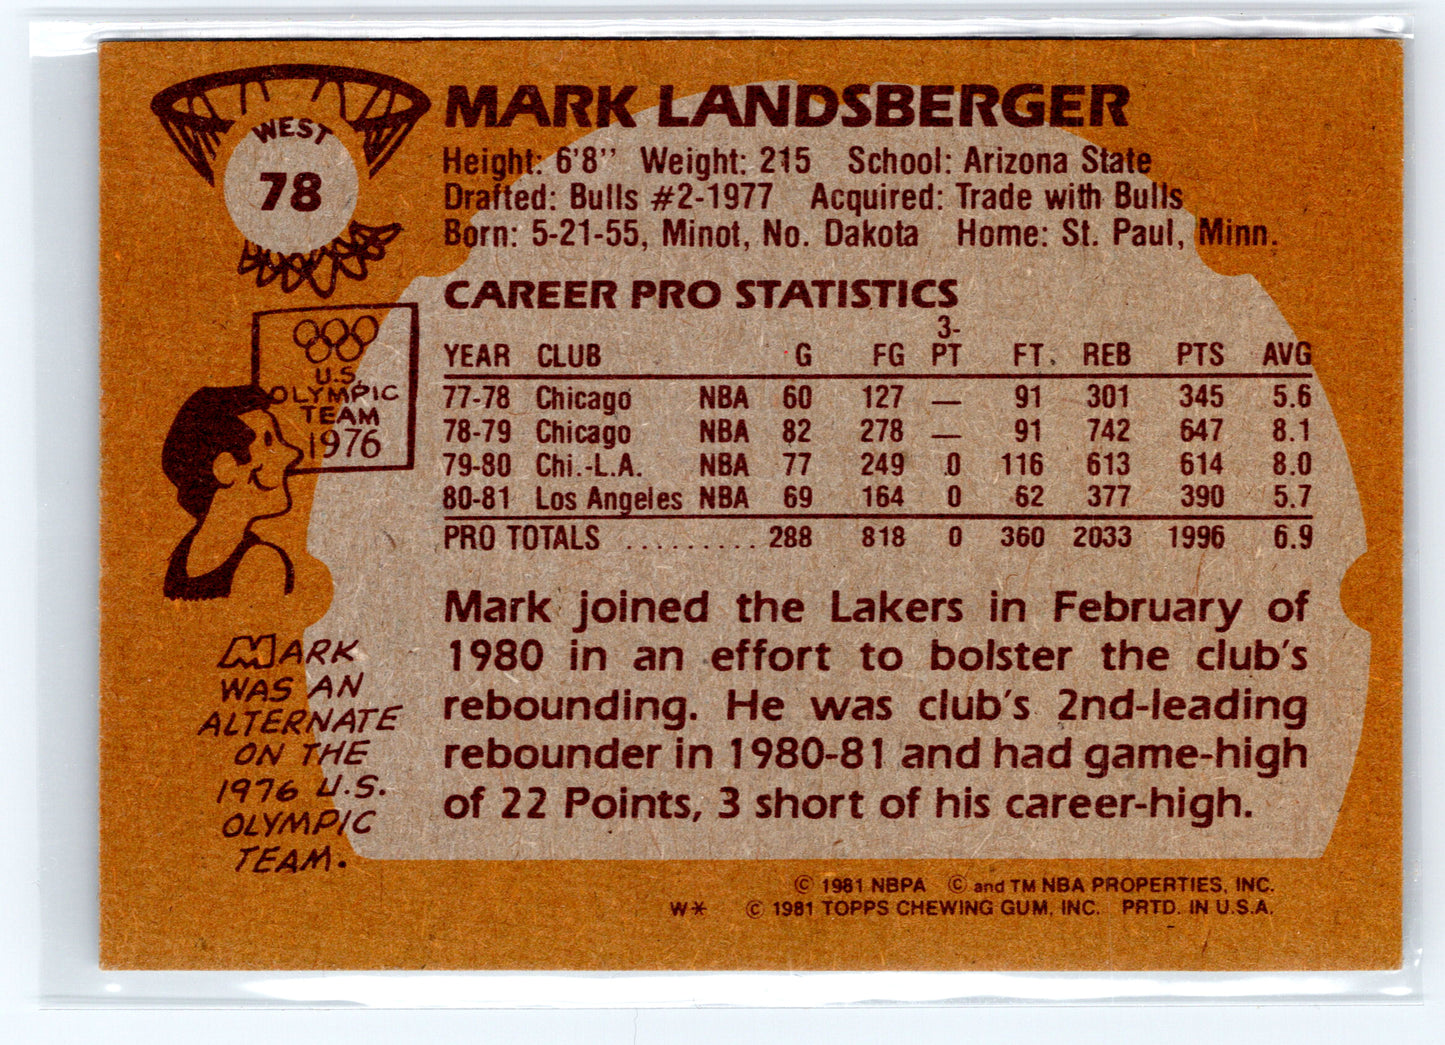 WEST
78
MARK LANDSBERGER
Height: 6'8'' Weight: 215 School: Arizona State
Drafted: Bulls #2-1977 Acquired: Trade with Bulls
Born: 5-21-55, Minot, No. Dakota Home: St. Paul, Minn.
CAREER PRO STATISTICS
YEAR CLUB G FG 3-PT FT. REB PTS AVG
77-78 Chicago NBA 60 127 — 91 301 345 5.6
78-79 Chicago NBA 82 278 — 91 742 647 8.1
79-80 Chi.-L.A. NBA 77 249 0 116 613 614 8.0
80-81 Los Angeles NBA 69 164 0 62 377 390 5.7
PRO TOTALS .......... 288 818 0 360 2033 1996 6.9
Mark joined the Lakers in February of
1980 in an effort to bolster the club's
rebounding. He was club's 2nd-leading
rebounder in 1980-81 and had game-high
of 22 Points, 3 short of his career-high.
U.S.
OLYMPIC
TEAM
1976
MARK
WAS AN
ALTERNATE
ON THE
1976 U.S.
OLYMPIC
TEAM.
© 1981 NBPA © and TM NBA PROPERTIES, INC.
W* © 1981 TOPPS CHEWING GUM, INC. PRTD. IN U.S.A.